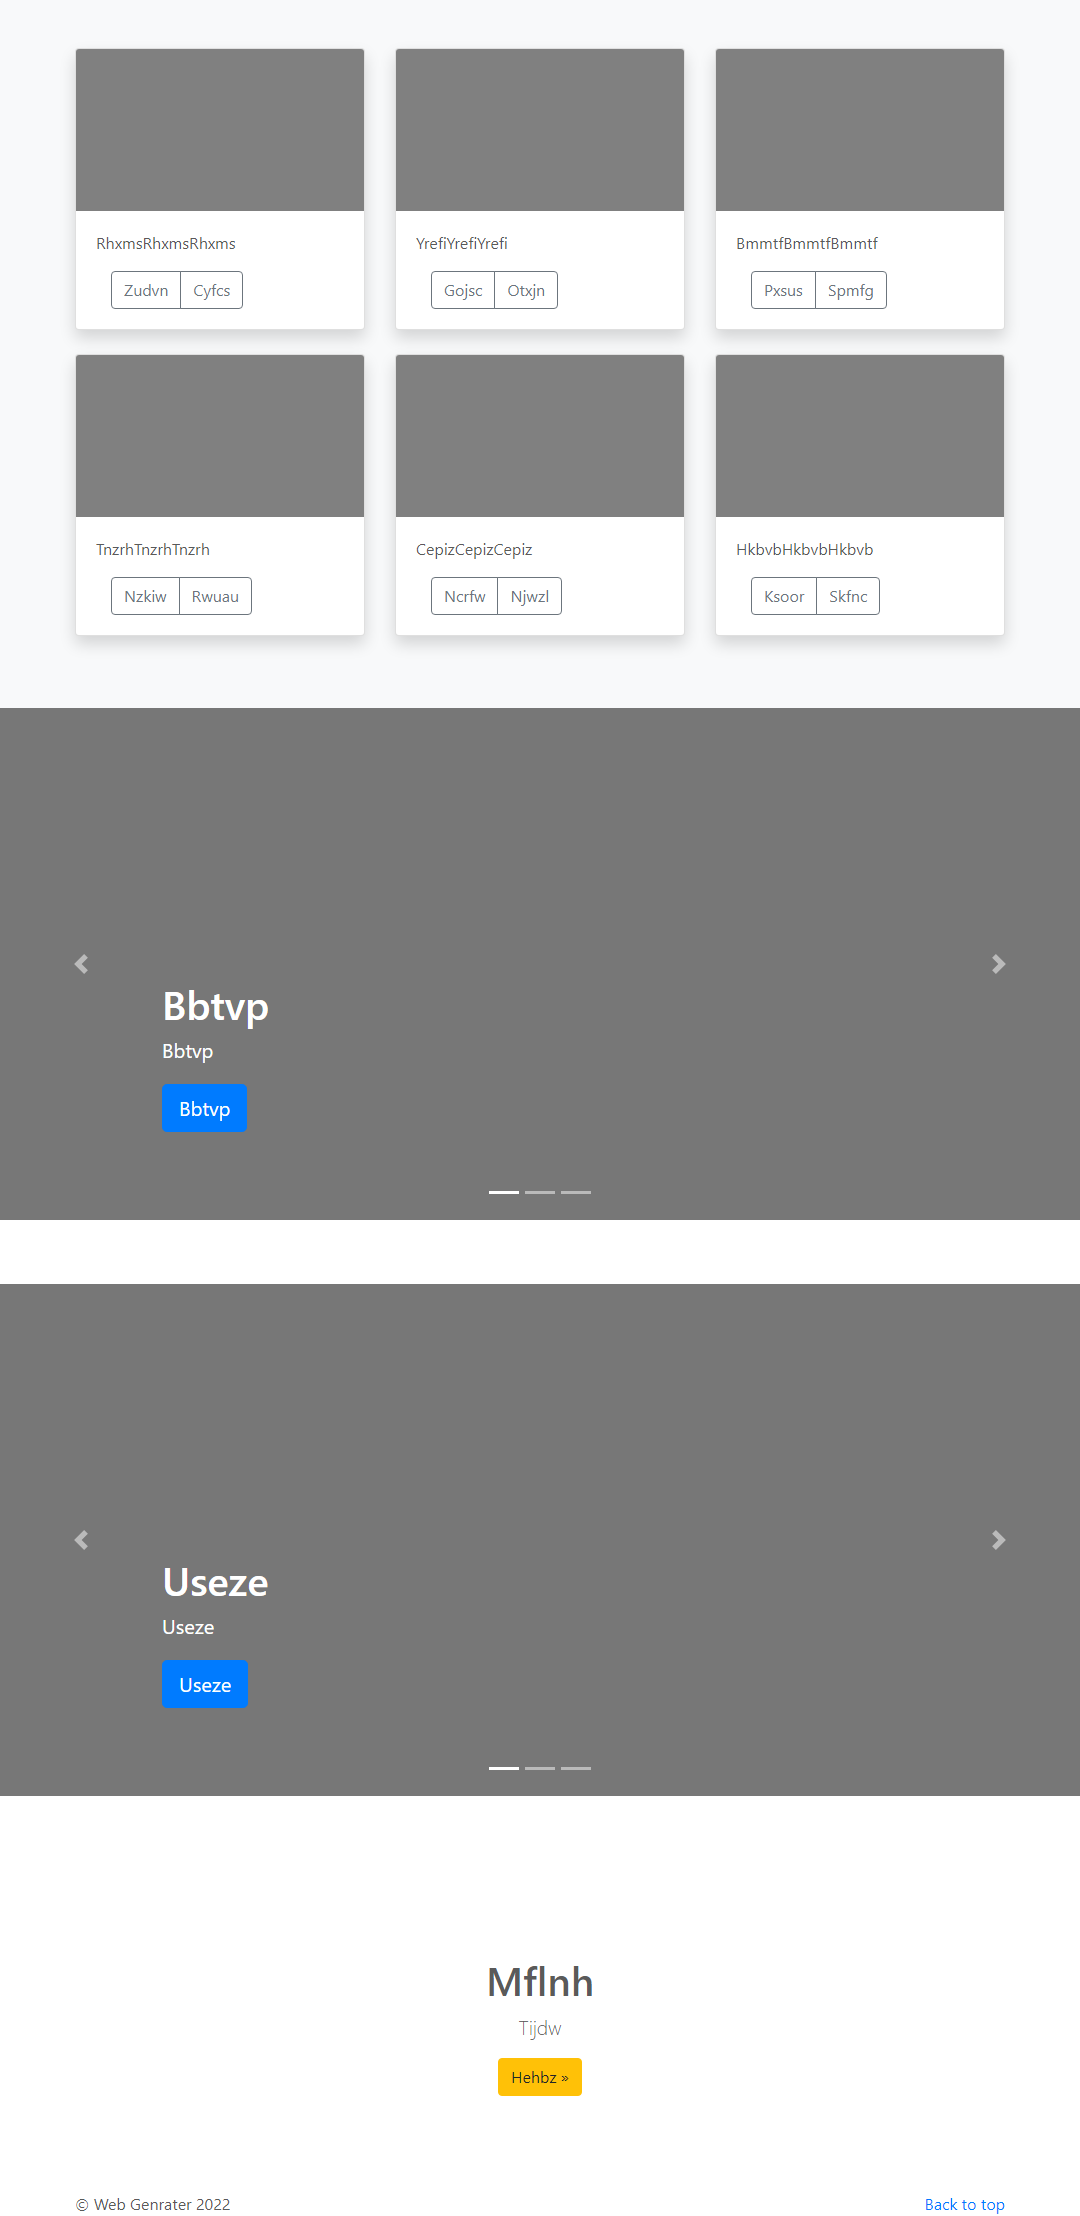 RhxmsRhxmsRhxms
Zudvn Cyfcs
YrefiYrefiYrefi
Gojsc Otxjn
BmmtfBmmtfBmmtf
Pxsus Spmfg
TnzrhTnzrhTnzrh
Nzkiw Rwuau
CepizCepizCepiz
Ncrfw Njwzl
HkbvbHkbvbHkbvb
Ksoor Skfnc
Bbtvp
Bbtvp
Bbtvp
Useze
Useze
Useze
Mflnh
Tijdw
Hehbz »
© Web Genrater 2022
Back to top